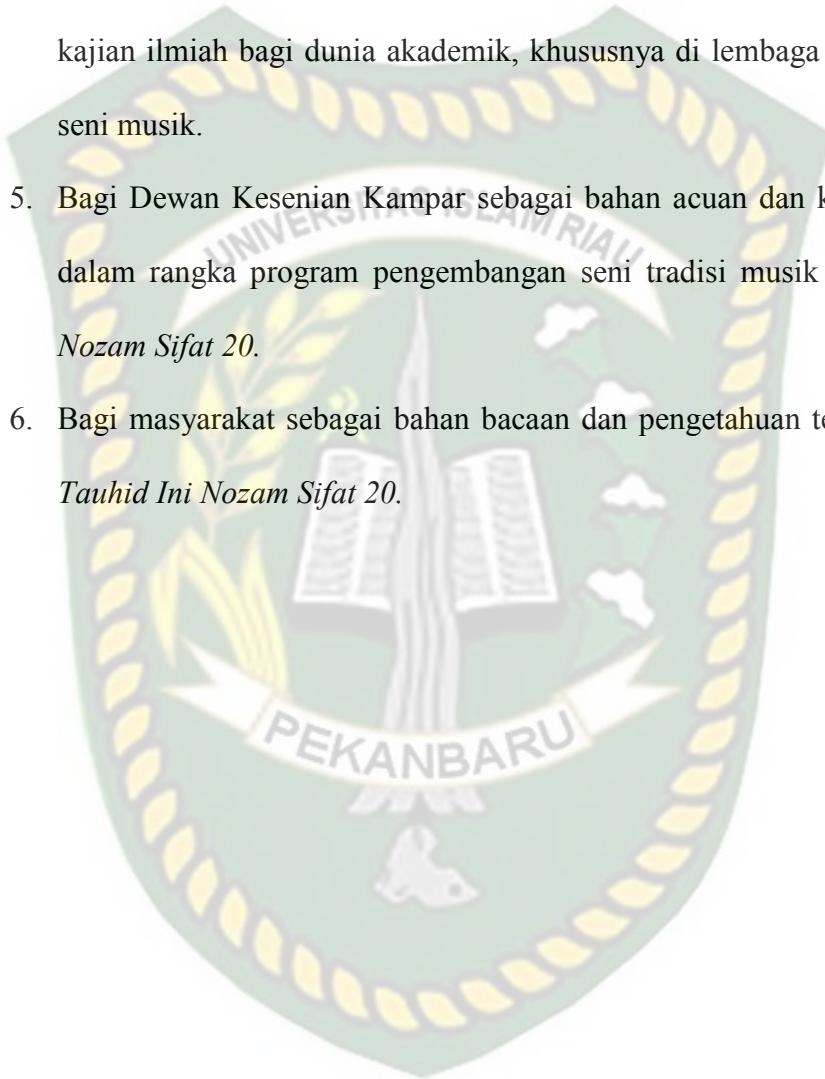 kajian ilmiah bagi dunia akademik, khususnya di lembaga
seni musik.
5. Bagi Dewan Kesenian Kampar sebagai bahan acuan dan
dalam rangka program pengembangan seni tradisi musik
Nozam Sifat 20.
6. Bagi masyarakat sebagai bahan bacaan dan pengetahuan
Tauhid Ini Nozam Sifat 20.
UNIVERSITAS ISLAM RIAU
PEKANBARU